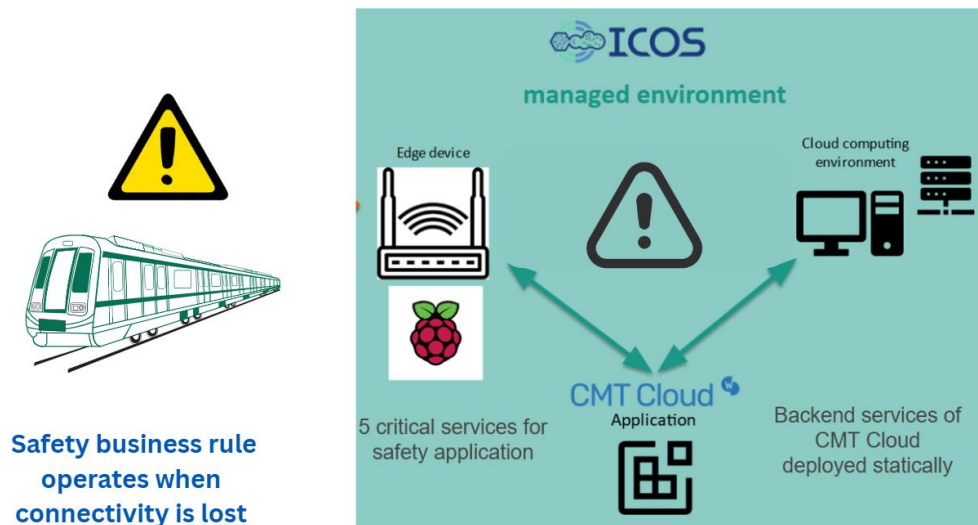 ICOS
managed environment
Edge device
Cloud computing
environment
CMT Cloud
Application
5 critical services for
safety application
Backend services of
CMT Cloud
deployed statically
Safety business rule
operates when
connectivity is lost